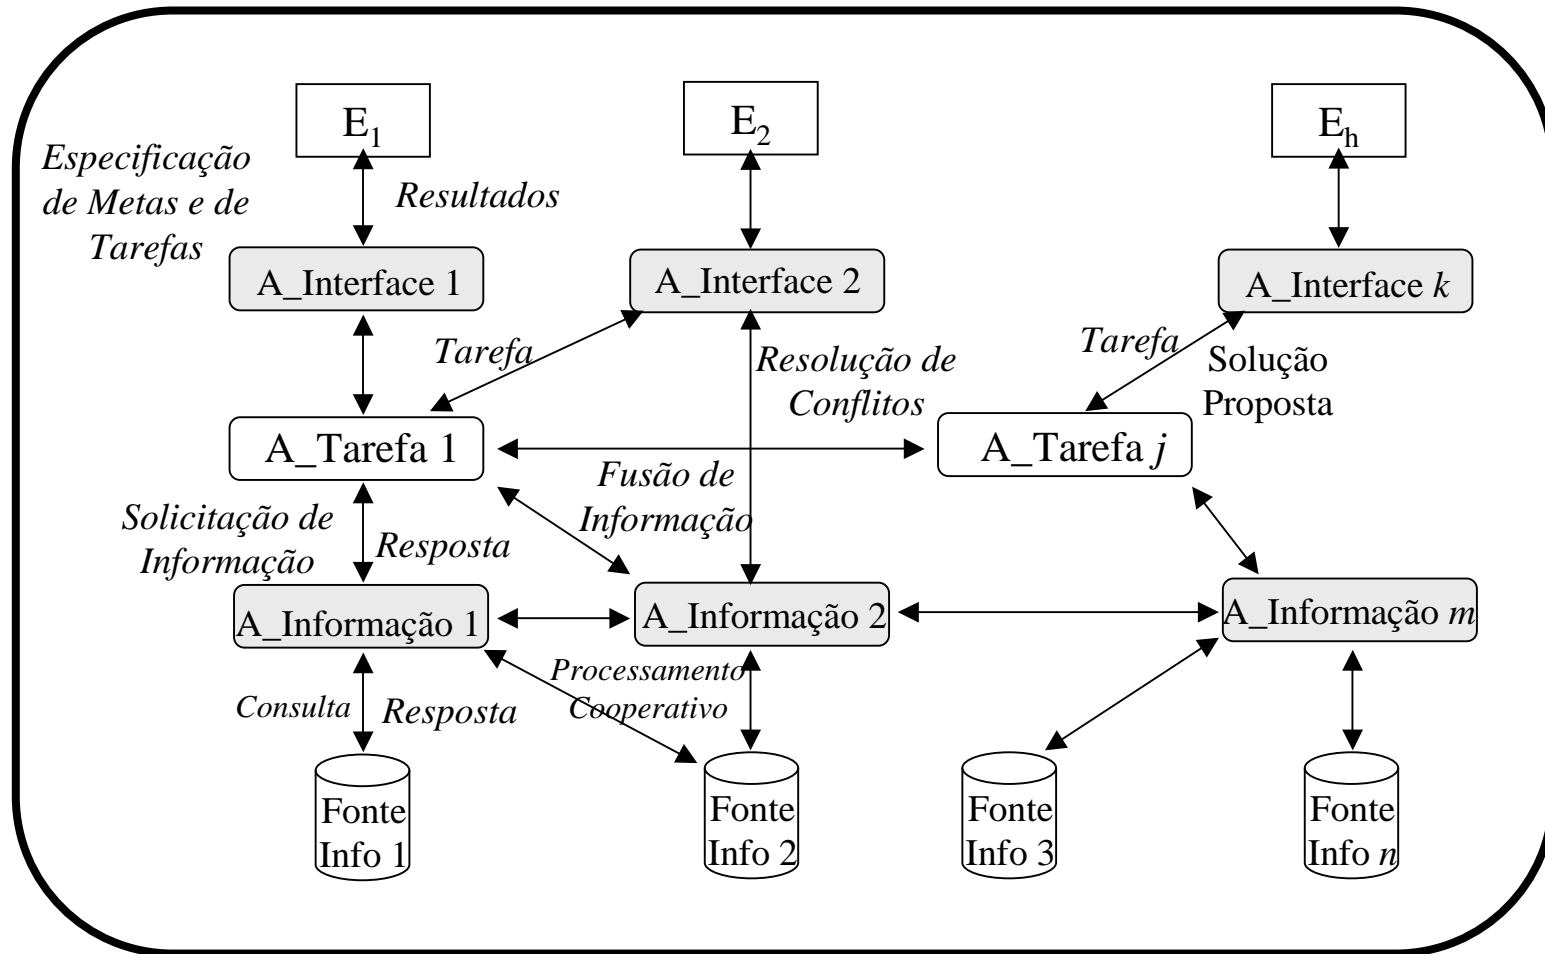 E1
E2
Eh
Especificação
de Metas e de
Tarefas
Resultados
A_Interface 1
A_Interface 2
A_Interface k
Tarefa
Resolução de
Conflitos
Tarefa
Solução
Proposta
A_Tarefa 1
A_Tarefa j
Fusão de
Informação
Solicitação de
Informação
Resposta
A_Informação 1
A_Informação 2
A_Informação m
Processamento
Cooperativo
Consulta
Resposta
Fonte
Info 1
Fonte
Info 2
Fonte
Info 3
Fonte
Info n